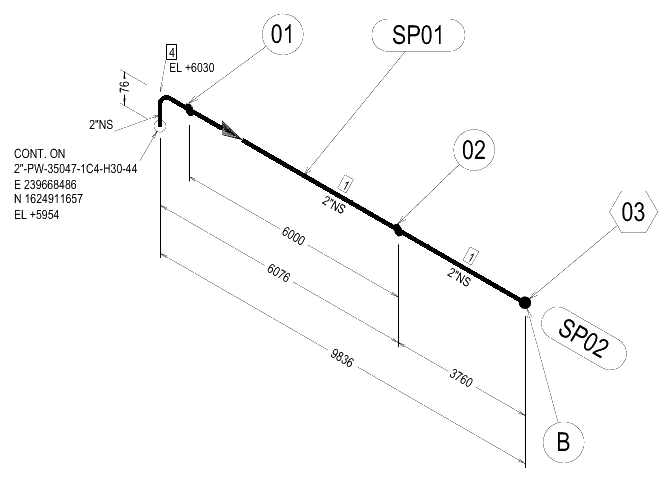 01
SP01
4
EL +6030
76
2"NS
CONT. ON
2"-PW-35047-1C4-H30-44
E 239668486
N 1624911657
EL +5954
02
1
2"NS
03
1
2"NS
6000
6076
SP02
9836
3760
B